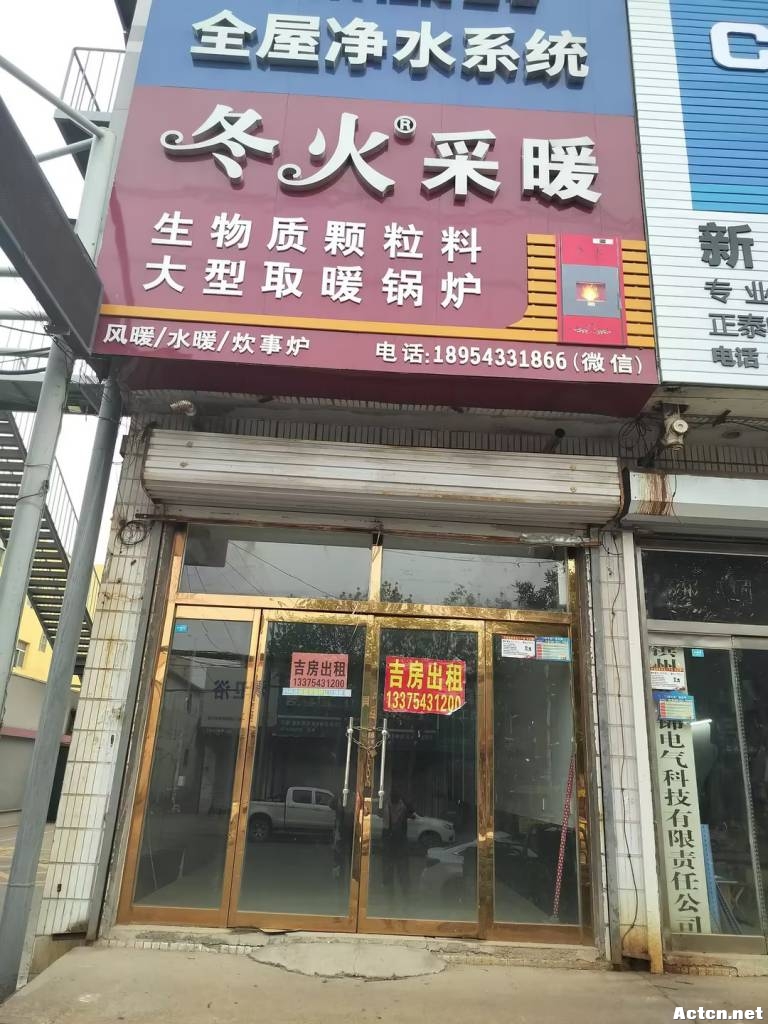 全屋净水系统
冬火®采暖
生物质颗粒料
大型取暖锅炉
风暖/水暖/炊事炉
电话:18954331866(微信)
C
新
专业
正泰
电话
吉房出租
13375431200
吉房出租
13375431200
电气科技有限责任公司
Actcn.net